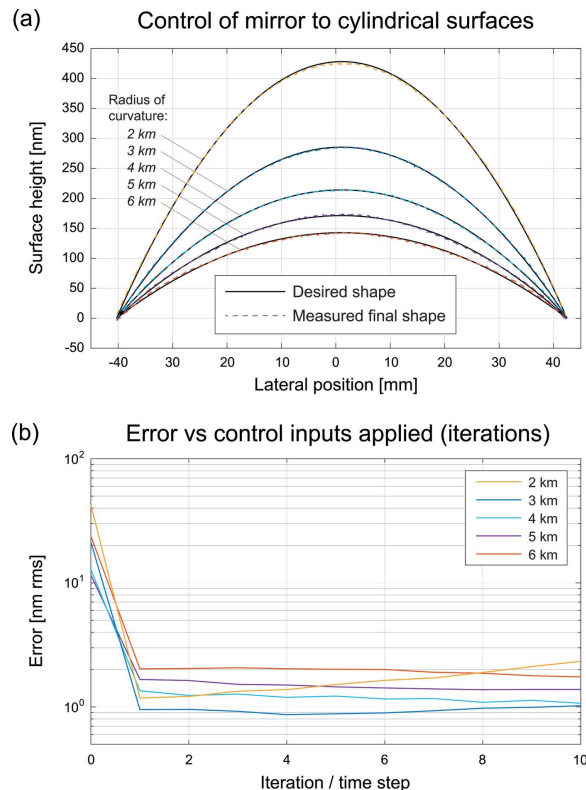 (a)
Control of mirror to cylindrical surfaces
450
400
350
300
250
200
150
100
50
0
50
Surface height [nm]
Radius of
curvature:
2 km
3 km
4 km
5 km
6 km
Desired shape
Measured final shape
-40 30 20 10 0 10 20 30 40
Lateral position [mm]
(b)
Error vs control inputs applied (iterations)
10²
10¹
10⁰
Error [nm rms]
2 km
3 km
4 km
5 km
6 km
0 2 4 6 8 10
Iteration / time step